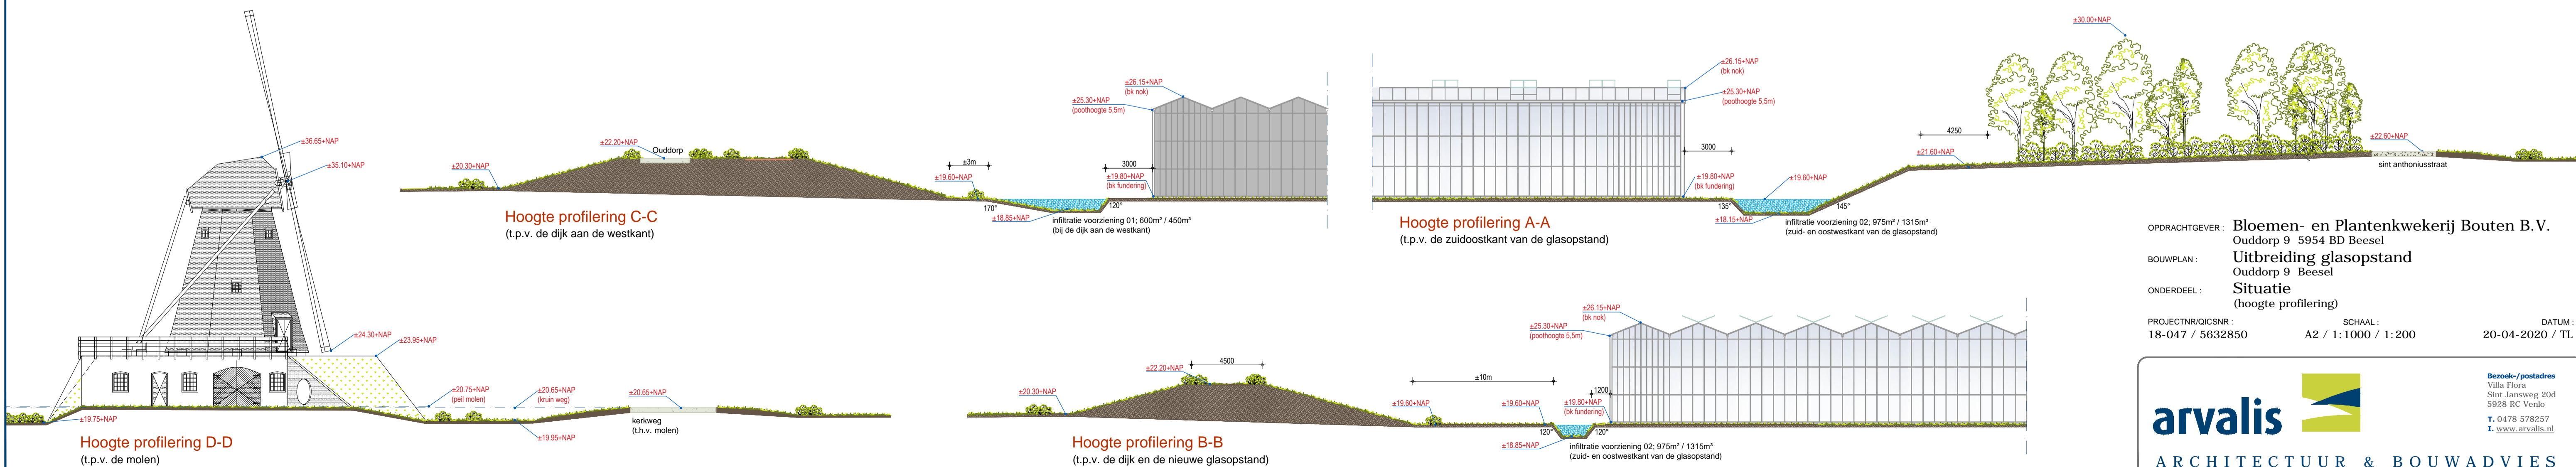 ±36.65+NAP
±35.10+NAP
±24.30+NAP
±23.95+NAP
±20.75+NAP
(peil molen)
±20.65+NAP
(kruin weg)
±20.65+NAP
±19.75+NAP
±19.95+NAP
kerkweg
(t.h.v. molen)
Hoogte profilering D-D
(t.p.v. de molen)
±22.20+NAP
Ouddorp
±20.30+NAP
±3m
±19.60+NAP
±18.85+NAP
170°
120°
3000
±19.80+NAP
(bk fundering)
±26.15+NAP
(bk nok)
±25.30+NAP
(poothoogte 5,5m)
infiltratie voorziening 01; 600m² / 450m³
(bij de dijk aan de westkant)
Hoogte profilering C-C
(t.p.v. de dijk aan de westkant)
±26.15+NAP
(bk nok)
±25.30+NAP
(poothoogte 5,5m)
3000
±19.80+NAP
(bk fundering)
±19.60+NAP
135°
145°
±18.15+NAP
infiltratie voorziening 02; 975m² / 1315m³
(zuid- en oostwestkant van de glasopstand)
4250
±21.60+NAP
±30.00+NAP
±22.60+NAP
sint anthoniusstraat
Hoogte profilering A-A
(t.p.v. de zuidoostkant van de glasopstand)
±20.30+NAP
±22.20+NAP
4500
±10m
±19.60+NAP
±19.60+NAP
1200
±19.80+NAP
(bk fundering)
120°
120°
±18.85+NAP
±26.15+NAP
(bk nok)
±25.30+NAP
(poothoogte 5,5m)
infiltratie voorziening 02; 975m² / 1315m³
(zuid- en oostwestkant van de glasopstand)
Hoogte profilering B-B
(t.p.v. de dijk en de nieuwe glasopstand)
OPDRACHTGEVER : Bloemen- en Plantenkwekerij Bouten B.V.
Ouddorp 9 5954 BD Beesel
BOUWPLAN : Uitbreiding glasopstand
Ouddorp 9 Beesel
ONDERDEEL : Situatie
(hoogte profilering)
PROJECTNR/QICSNR : SCHAAL : DATUM :
18-047 / 5632850 A2 / 1:1000 / 1:200 20-04-2020 / TL
arvalis
Bezoek-/postadres
Villa Flora
Sint Jansweg 20d
5928 RC Venlo
T. 0478 578257
I. www.arvalis.nl
ARCHITECTUUR & BOUWADVIES